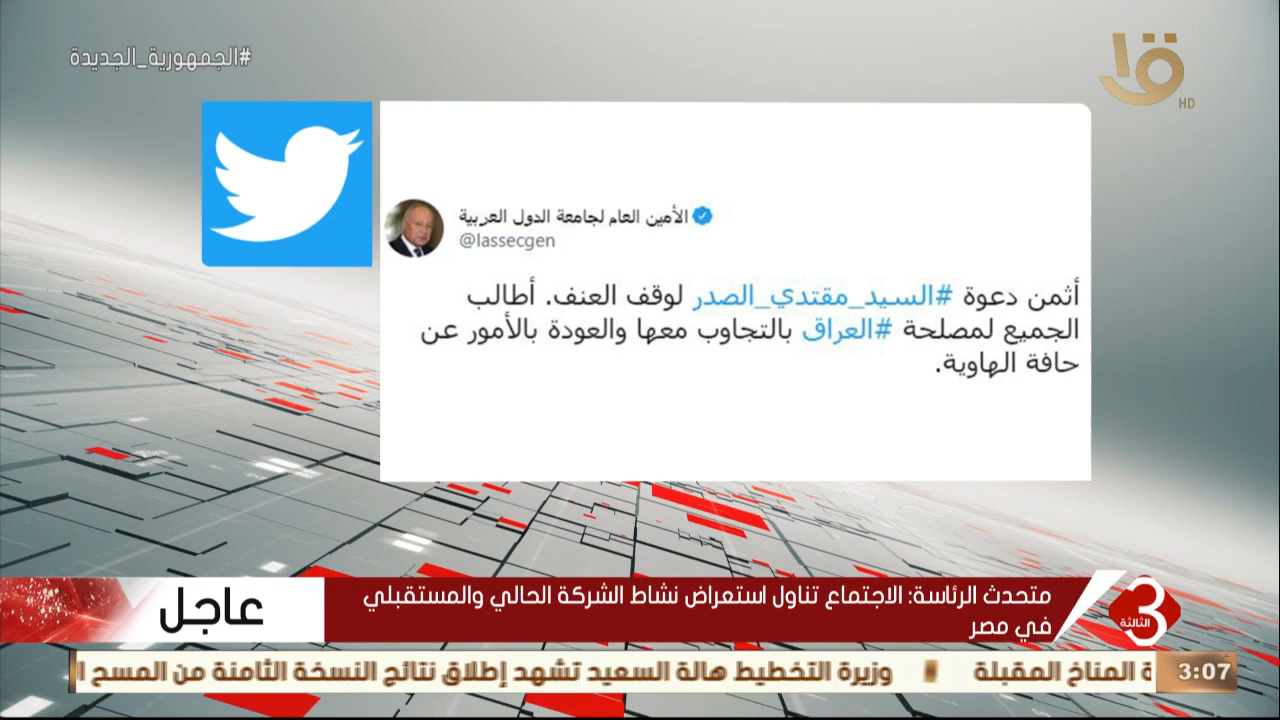 #الجمهورية_الجديدة
HD
الأمين العام لجامعة الدول العربية
@lassecgen
أثمن دعوة #السيد_مقتدي_الصدر لوقف العنف. أطالب
الجميع لمصلحة #العراق بالتجاوب معها والعودة بالأمور عن
حافة الهاوية.
3 الثالثة
متحدث الرئاسة: الاجتماع تناول استعراض نشاط الشركة الحالي والمستقبلي
في مصر
عاجل
3:07
ة المناخ المقبلة وزيرة التخطيط هالة السعيد تشهد إطلاق نتائج النسخة الثامنة من المسح ا